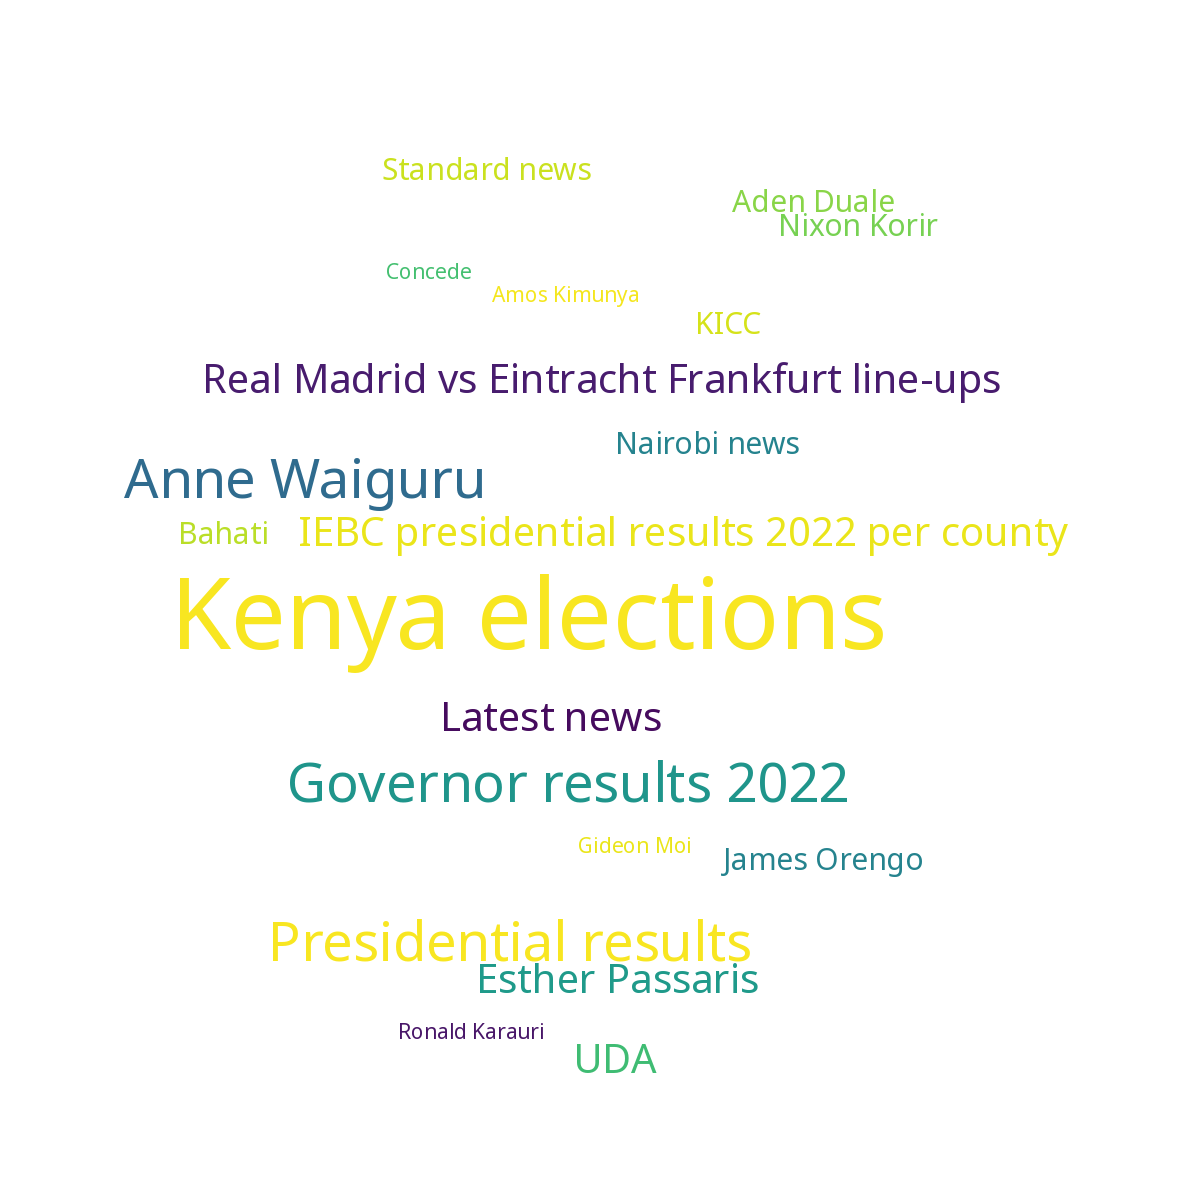 Standard news
Aden Duale
Nixon Korir
Concede
Amos Kimunya
KICC
Real Madrid vs Eintracht Frankfurt line-ups
Nairobi news
Anne Waiguru
Bahati
IEBC presidential results 2022 per county
Kenya elections
Latest news
Governor results 2022
Gideon Moi
James Orengo
Presidential results
Esther Passaris
Ronald Karauri
UDA